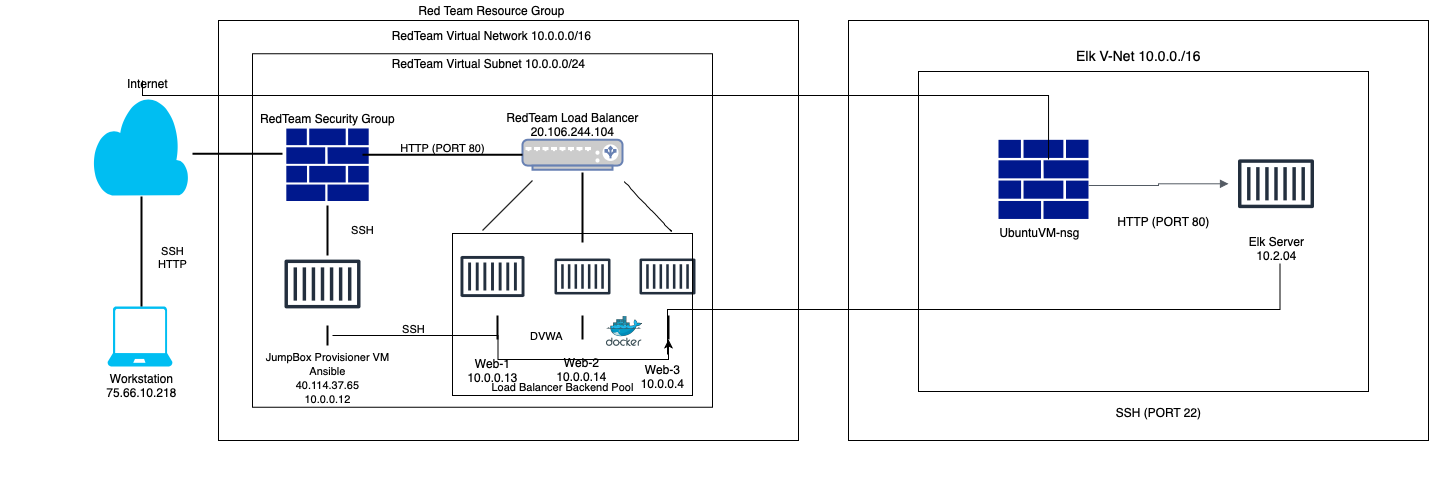 Red Team Resource Group
RedTeam Virtual Network 10.0.0.0/16
RedTeam Virtual Subnet 10.0.0.0/24
Elk V-Net 10.0.0./16
Internet
RedTeam Security Group
RedTeam Load Balancer
20.106.244.104
HTTP (PORT 80)
SSH
SSH
HTTP
HTTP (PORT 80)
UbuntuVM-nsg
Elk Server
10.2.04
SSH
DVWA
docker
JumpBox Provisioner VM
Ansible
40.114.37.65
10.0.0.12
Web-1
10.0.0.13
Web-2
10.0.0.14
Web-3
10.0.0.4
Load Balancer Backend Pool
Workstation
75.66.10.218
SSH (PORT 22)